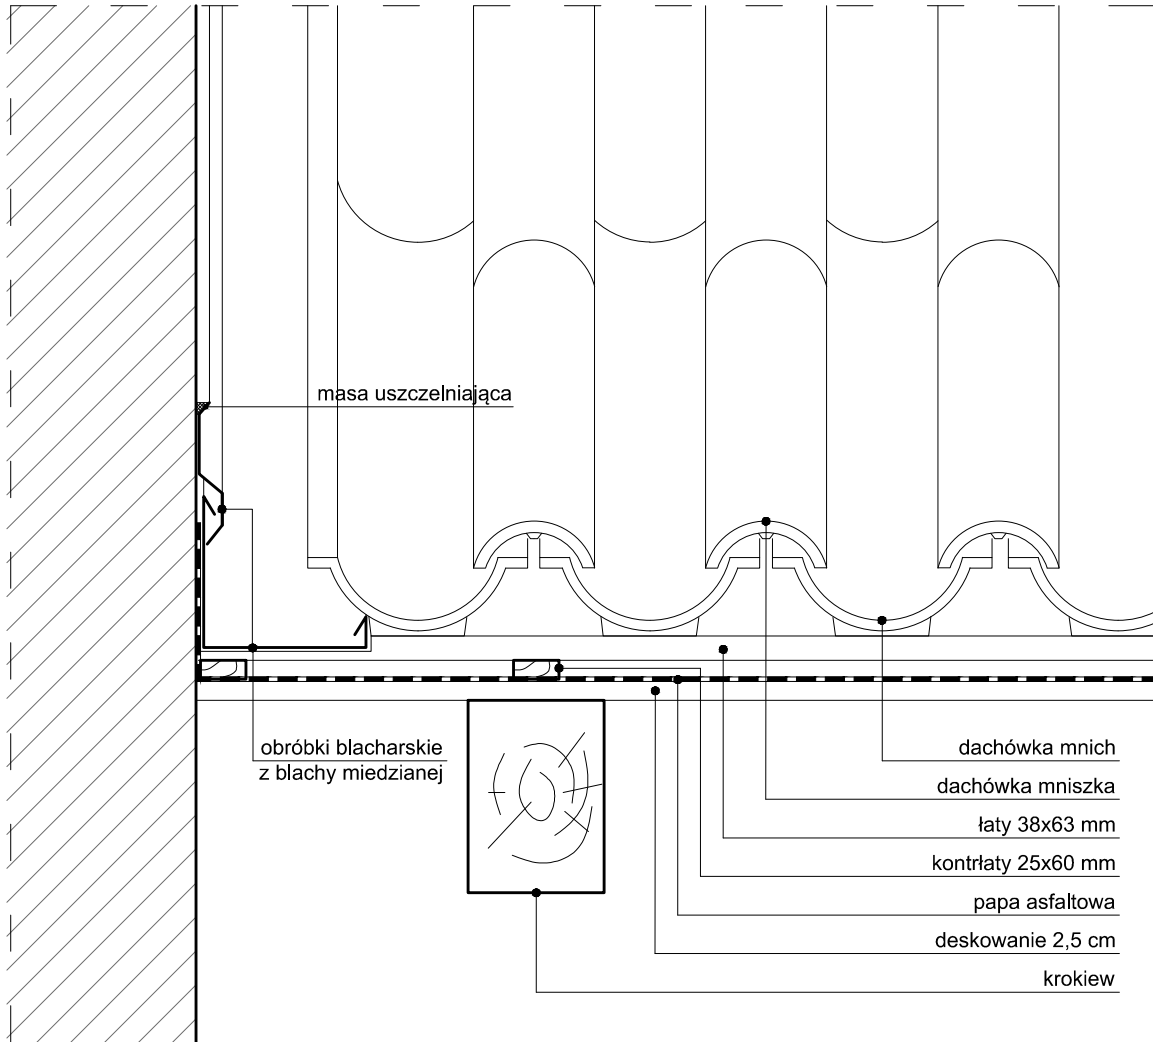 masa uszczelniająca
obróbki blacharskie
z blachy miedzianej
dachówka mnich
dachówka mniszka
łaty 38x63 mm
kontrłaty 25x60 mm
papa asfaltowa
deskowanie 2,5 cm
krokiew